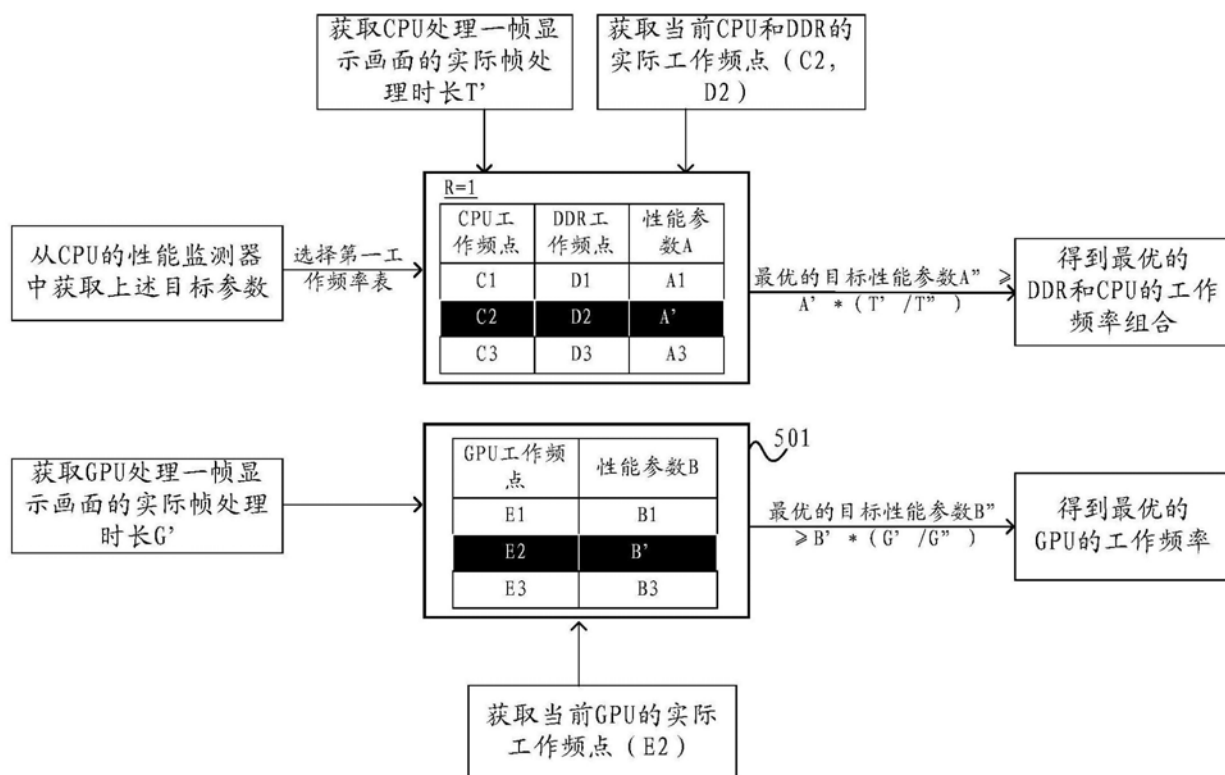 获取CPU处理一帧显
示画面的实际帧处
理时长T’
获取当前CPU和DDR的
实际工作频点（C2，
D2）
从CPU的性能监测器
中获取上述目标参数
选择第一工
作频率表
R=1
CPU工
作频点
DDR工
作频点
性能参
数A
C1
D1
A1
C2
D2
A’
C3
D3
A3
最优的目标性能参数A” ≥
A’ *（T’ /T”）
得到最优的
DDR和CPU的工作
频率组合
获取GPU处理一帧显
示画面的实际帧处理
时长G’
GPU工作频
点
性能参数B
E1
B1
E2
B’
E3
B3
501
最优的目标性能参数B”
≥B’ *（G’ /G”）
得到最优的
GPU的工作频率
获取当前GPU的实际
工作频点（E2）